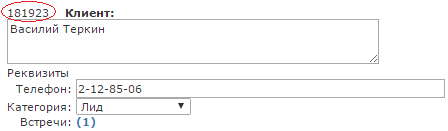 181923 Клиент:
Василий Теркин
Реквизиты
Телефон: 2-12-85-06
Категория: Лид
Встречи: (1)